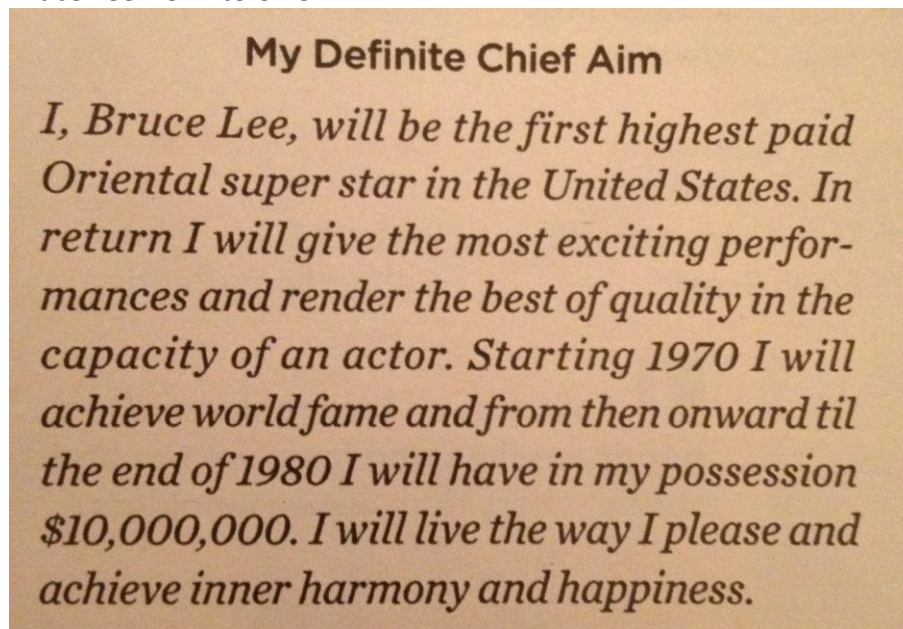 My Definite Chief Aim
I, Bruce Lee, will be the first highest paid
Oriental super star in the United States. In
return I will give the most exciting perfor-
mances and render the best of quality in the
capacity of an actor. Starting 1970 I will
achieve world fame and from then onward til
the end of 1980 I will have in my possession
$10,000,000. I will live the way I please and
achieve inner harmony and happiness.